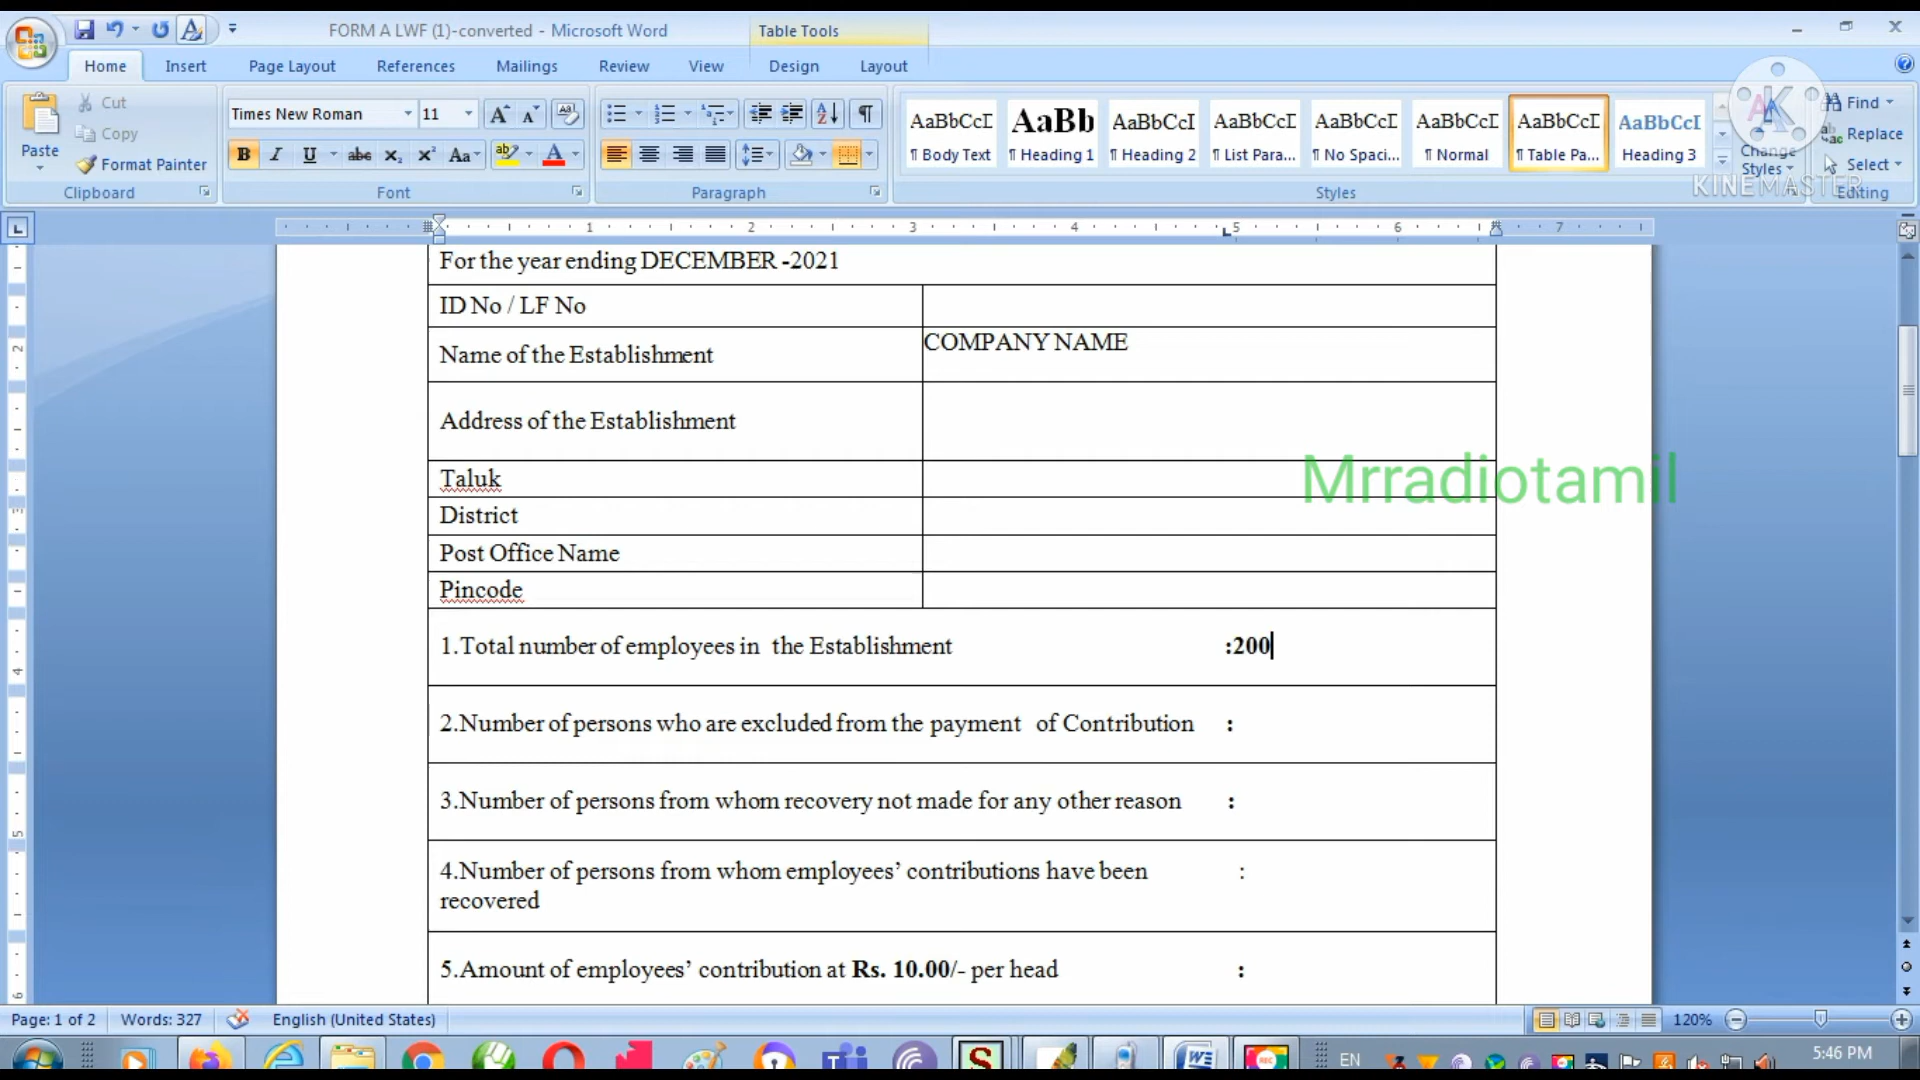 FORM A LWF (1)-converted - Microsoft Word
Table Tools
Home Insert Page Layout References Mailings Review View Design Layout
Paste
Cut
Copy
Format Painter
Clipboard
Times New Roman 11
Font
Paragraph
AaBbCcI AaBb AaBbCcI AaBbCcI AaBbCcI AaBbCcI AaBbCcI AaBbCcI
¶ Body Text ¶ Heading 1 ¶ Heading 2 ¶ List Para... ¶ No Spaci... ¶ Normal ¶ Table Pa... Heading 3
Styles
Change
Styles
Find
Replace
Select
Editing
KINEMASTER
For the year ending DECEMBER -2021
ID No / LF No
Name of the Establishment COMPANY NAME
Address of the Establishment
Mrradiotamil
Taluk
District
Post Office Name
Pincode
1.Total number of employees in the Establishment :200
2.Number of persons who are excluded from the payment of Contribution :
3.Number of persons from whom recovery not made for any other reason :
4.Number of persons from whom employees’ contributions have been :
recovered
5.Amount of employees’ contribution at Rs. 10.00/- per head :
Page: 1 of 2 Words: 327 English (United States) 120%
EN 5:46 PM